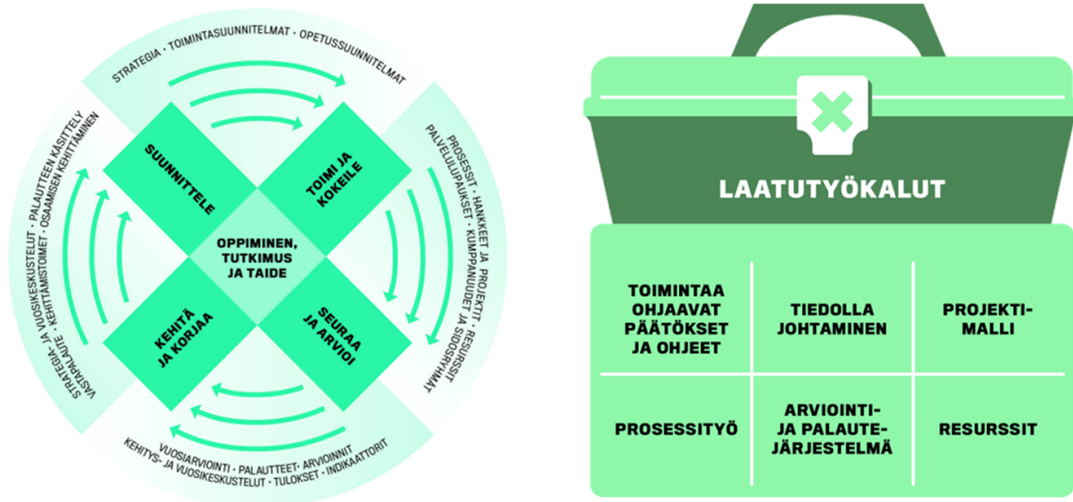 STRATEGIA • TOIMINTASUUNNITELMAT • OPETUSSUUNNITELMAT
SUUNNITTELE
TOIMI JA
KOKEILE
PROSESSIT • HANKKEET JA PROJEKTIT • RESURSSIT
PALVELULUPAUKSET • KUMPPANUUDET JA SIDOSRYHMÄT
OPPIMINEN,
TUTKIMUS
JA TAIDE
SEURAA
JA ARVIOI
VUOSIARVIOINTI • PALAUTTEET• ARVIOINNIT
KEHITYS- JA VUOSIKESKUSTELUT • TULOKSET • INDIKAATTORIT
KEHITÄ
JA KORJAA
STRATEGIA- JA VUOSIKESKUSTELUT • PALAUTTEEN KÄSITTELY
VASTAPALAUTE • KEHITTÄMISTOIMET • OSAAMISEN KEHITTÄMINEN
LAATUTYÖKALUT
TOIMINTAA
OHJAAVAT
PÄÄTÖKSET
JA OHJEET
TIEDOLLA
JOHTAMINEN
PROJEKTI-
MALLI
PROSESSITYÖ
ARVIOINTI-
JA PALAUTE-
JÄRJESTELMÄ
RESURSSIT